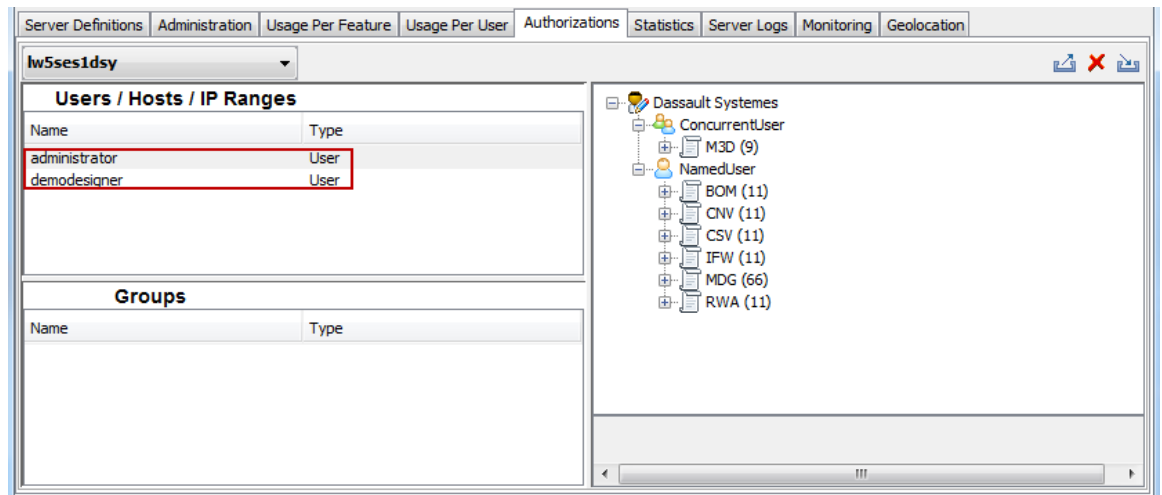 Server Definitions Administration Usage Per Feature Usage Per User Authorizations Statistics Server Logs Monitoring Geolocation
lw5ses1dsy
Users / Hosts / IP Ranges
Name Type
administrator User
demodesigner User
Groups
Name Type
Dassault Systemes
ConcurrentUser
M3D (9)
NamedUser
BOM (11)
CNV (11)
CSV (11)
IFW (11)
MDG (66)
RWA (11)